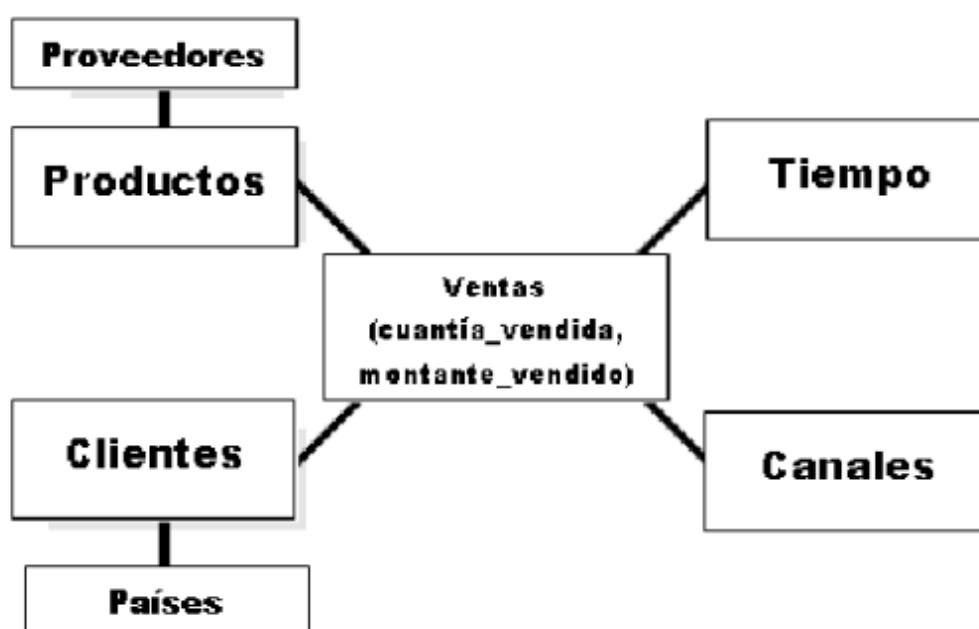 Proveedores
Productos
Tiempo
Ventas
(cuantía_vendida,
montante_vendido)
Clientes
Canales
Países